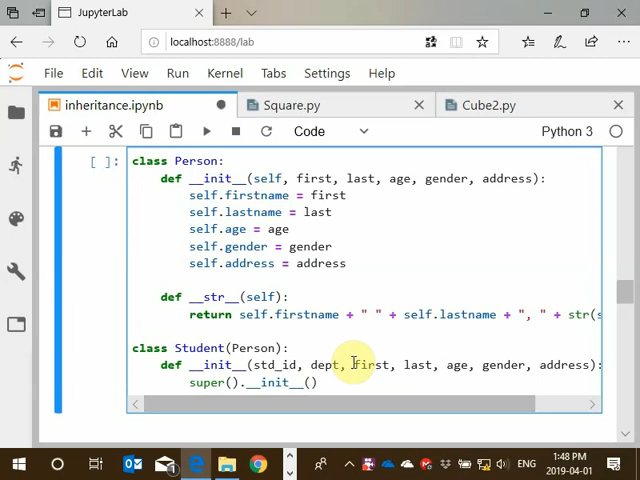 JupyterLab
localhost:8888/lab
File Edit View Run Kernel Tabs Settings Help
inheritance.ipynb Square.py Cube2.py
Code Python 3
[ ]: class Person:
def __init__(self, first, last, age, gender, address):
self.firstname = first
self.lastname = last
self.age = age
self.gender = gender
self.address = address
def __str__(self):
return self.firstname + " " + self.lastname + ", " + str(s
class Student(Person):
def __init__(std_id, dept, first, last, age, gender, address):
super().__init__()
ENG 1:48 PM 2019-04-01